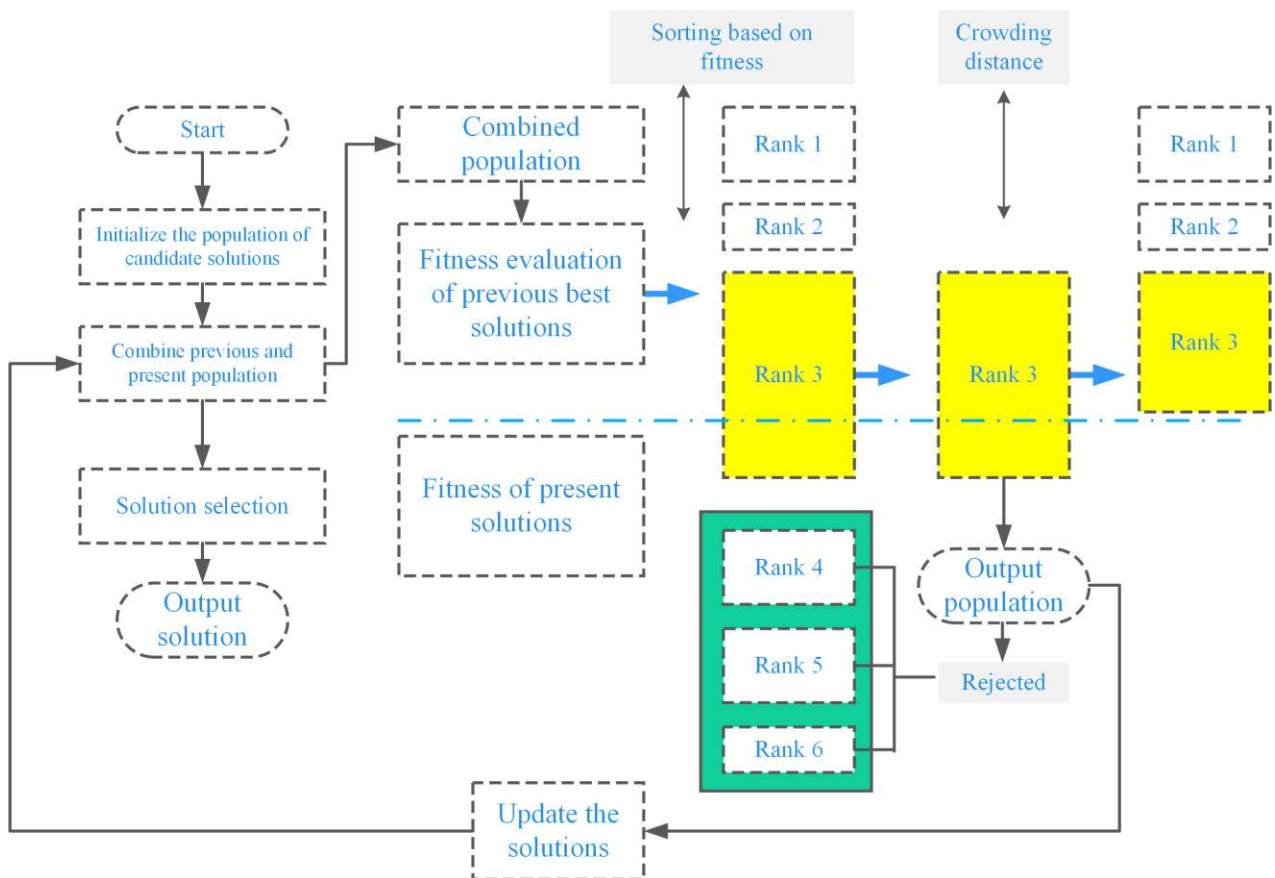 Sorting based on
fitness
Crowding
distance
Start
Combined
population
Rank 1
Rank 1
Initialize the population of
candidate solutions
Rank 2
Rank 2
Fitness evaluation
of previous best
solutions
Combine previous and
present population
Rank 3
Rank 3
Rank 3
Solution selection
Fitness of present
solutions
Rank 4
Output
population
Output
solution
Rank 5
Rejected
Rank 6
Update the
solutions